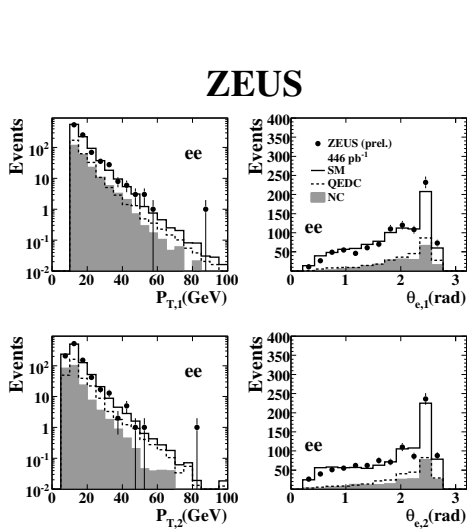 ZEUS
Events
10²
10
1
10⁻¹
10⁻²
ee
0 20 40 60 80 100
P_T,1(GeV)
Events
400
350
300
250
200
150
100
50
ZEUS (prel.)
446 pb⁻¹
SM
QEDC
NC
ee
0 1 2 3
θ_e,1(rad)
Events
10²
10
1
10⁻¹
10⁻²
ee
0 20 40 60 80 100
P_T,2(GeV)
Events
400
350
300
250
200
150
100
50
ee
0 1 2 3
θ_e,2(rad)